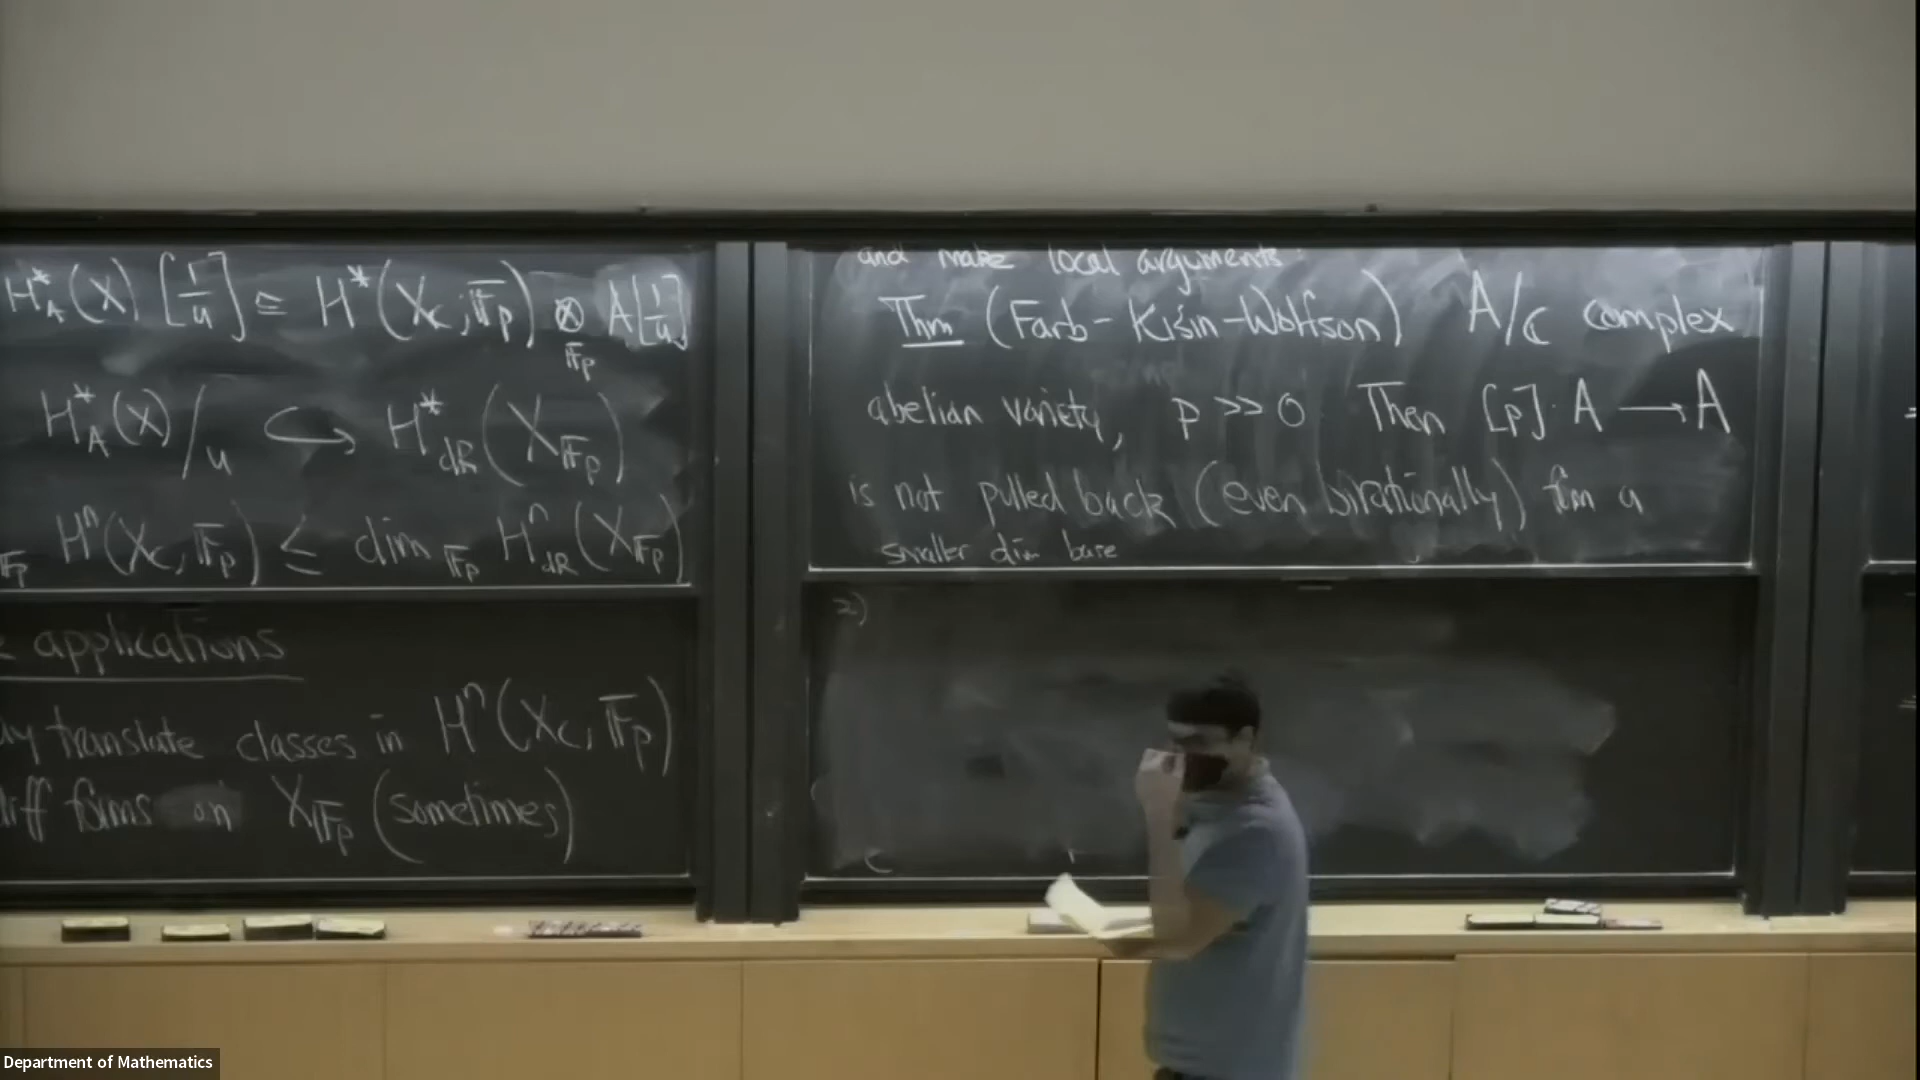 H*_A(X)[1/u] ≅ H*(X_C, F_p) ⊗_{F_p} A[1/u]
H*_A(X)/u ↪ H*_dR(X_{F_p})
F_p H^n(X_C, F_p) ≤ dim_{F_p} H^n_dR(X_{F_p})
applications
translate classes in H^n(X_C, F_p)
diff forms on X_{F_p} (sometimes)
and make local arguments.
Thm (Farb-Kisin-Wolfson) A/C complex
abelian variety, p >> 0 Then [p]: A → A
is not pulled back (even birationally) from a
smaller dim base
2)
Department of Mathematics